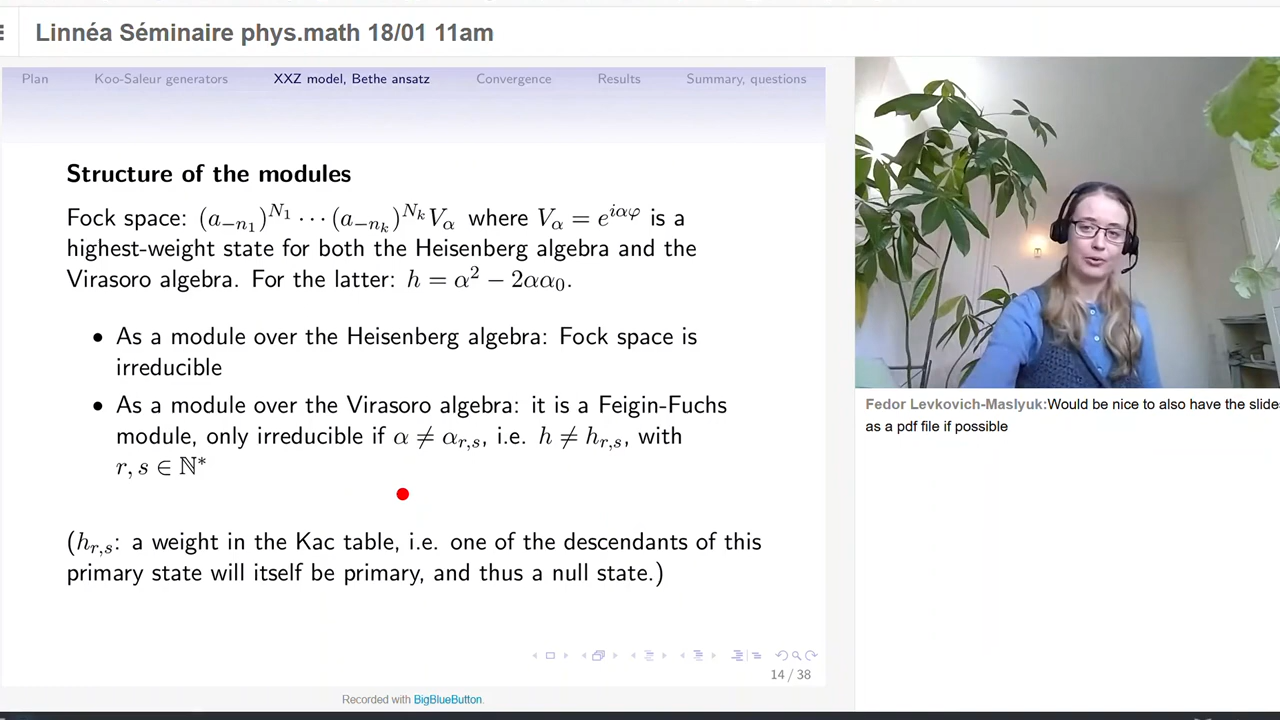 Linnéa Séminaire phys.math 18/01 11am
Plan Koo-Saleur generators XXZ model, Bethe ansatz Convergence Results Summary, questions
Structure of the modules
Fock space: (a_{-n_1})^{N_1} ⋯ (a_{-n_k})^{N_k} V_α where V_α = e^{iαφ} is a
highest-weight state for both the Heisenberg algebra and the
Virasoro algebra. For the latter: h = α² − 2αα₀.
• As a module over the Heisenberg algebra: Fock space is
irreducible
• As a module over the Virasoro algebra: it is a Feigin-Fuchs
module, only irreducible if α ≠ α_{r,s}, i.e. h ≠ h_{r,s}, with
r, s ∈ ℕ*
(h_{r,s}: a weight in the Kac table, i.e. one of the descendants of this
primary state will itself be primary, and thus a null state.)
14 / 38
Recorded with BigBlueButton.
Fedor Levkovich-Maslyuk:Would be nice to also have the slide
as a pdf file if possible